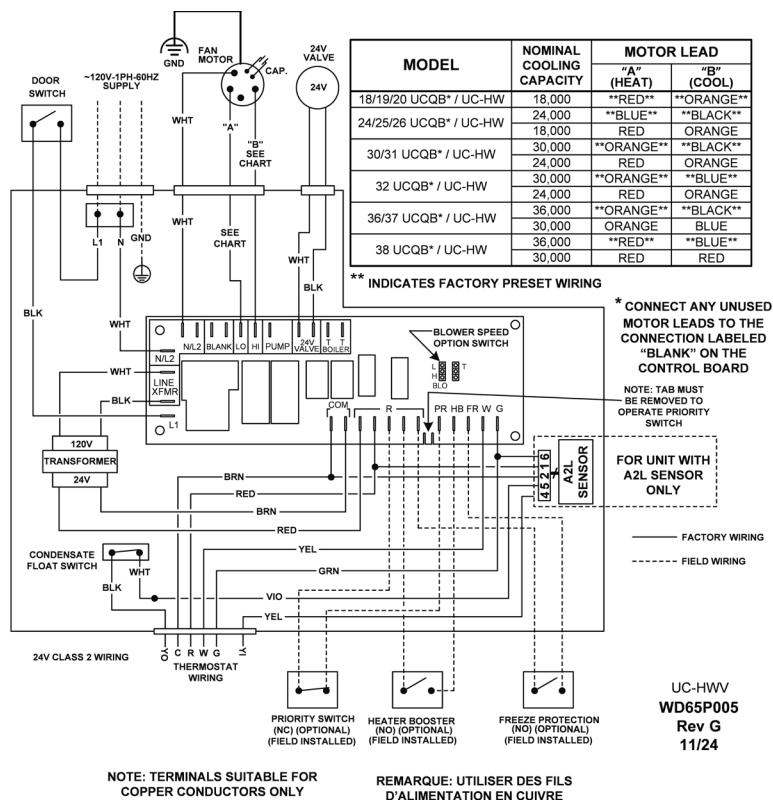 GND
FAN
MOTOR
CAP.
24V
VALVE
24V
DOOR
SWITCH
~120V-1PH-60HZ
SUPPLY
WHT
"A"
"B"
SEE
CHART
MODEL
NOMINAL
COOLING
CAPACITY
MOTOR LEAD
"A"
(HEAT)
"B"
(COOL)
18/19/20 UCQB* / UC-HW 18,000 **RED** **ORANGE**
24/25/26 UCQB* / UC-HW 24,000 **BLUE** **BLACK**
18,000 RED ORANGE
30/31 UCQB* / UC-HW 30,000 **ORANGE** **BLACK**
24,000 RED ORANGE
32 UCQB* / UC-HW 30,000 **ORANGE** **BLUE**
24,000 RED ORANGE
36/37 UCQB* / UC-HW 36,000 **ORANGE** **BLACK**
30,000 ORANGE BLUE
38 UCQB* / UC-HW 36,000 **RED** **BLUE**
30,000 RED RED
** INDICATES FACTORY PRESET WIRING
* CONNECT ANY UNUSED
MOTOR LEADS TO THE
CONNECTION LABELED
"BLANK" ON THE
CONTROL BOARD
L1 N GND
WHT
SEE
CHART
WHT
BLK
BLK
WHT
N/L2 BLANK LO HI PUMP 24V
VALVE
T T
BOILER
N/L2
LINE
XFMR
L1
BLOWER SPEED
OPTION SWITCH
L T
H
BLO
NOTE: TAB MUST
BE REMOVED TO
OPERATE PRIORITY
SWITCH
COM R PR HB FR W G
WHT
BLK
120V
TRANSFORMER
24V
BRN
RED
BRN
RED
4 5 2 1 6
A2L
SENSOR
FOR UNIT WITH
A2L SENSOR
ONLY
FACTORY WIRING
FIELD WIRING
CONDENSATE
FLOAT SWITCH
WHT
BLK
YEL
GRN
VIO
YEL
24V CLASS 2 WIRING
YO C R W G YI
THERMOSTAT
WIRING
PRIORITY SWITCH
(NC) (OPTIONAL)
(FIELD INSTALLED)
HEATER BOOSTER
(NO) (OPTIONAL)
(FIELD INSTALLED)
FREEZE PROTECTION
(NO) (OPTIONAL)
(FIELD INSTALLED)
UC-HWV
WD65P005
Rev G
11/24
NOTE: TERMINALS SUITABLE FOR
COPPER CONDUCTORS ONLY
REMARQUE: UTILISER DES FILS
D'ALIMENTATION EN CUIVRE